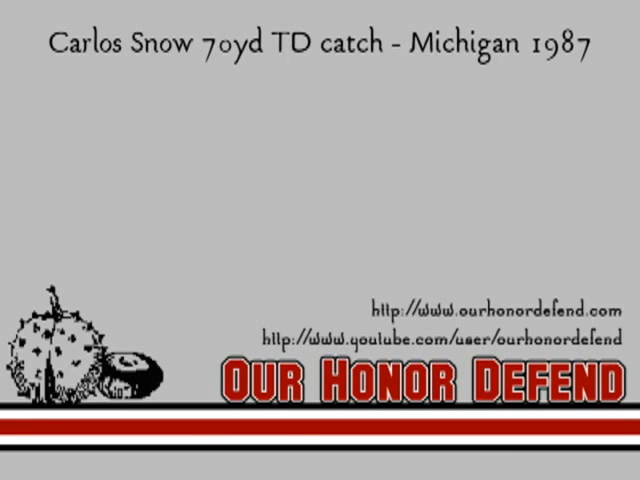 Carlos Snow 70yd TD catch - Michigan 1987
http://www.ourhonordefend.com
http://www.youtube.com/user/ourhonordefend
OUR HONOR DEFEND